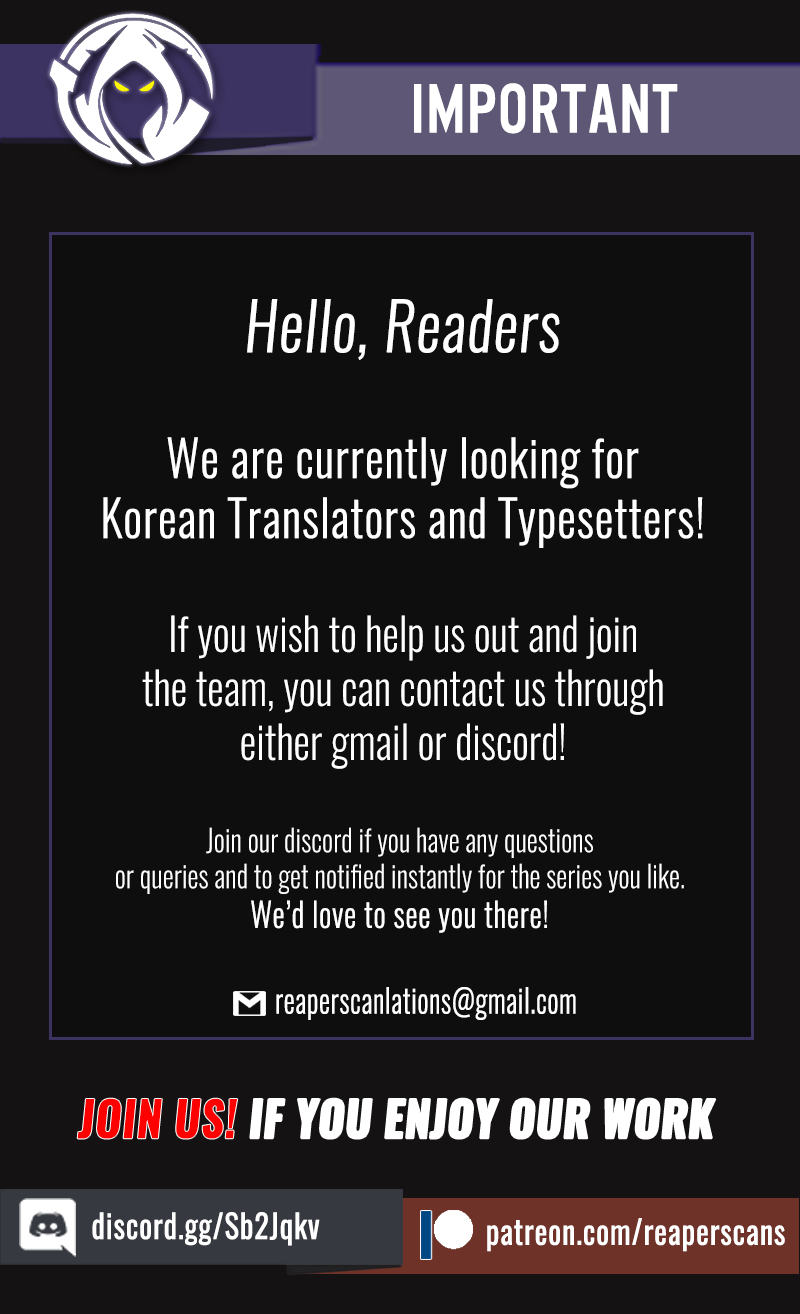 IMPORTANT
Hello, Readers
We are currently looking for
Korean Translators and Typesetters!
If you wish to help us out and join
the team, you can contact us through
either gmail or discord!
Join our discord if you have any questions
or queries and to get notified instantly for the series you like.
We'd love to see you there!
reaperscanlations@gmail.com
JOIN US! IF YOU ENJOY OUR WORK
discord.gg/Sb2Jqkv
patreon.com/reaperscans